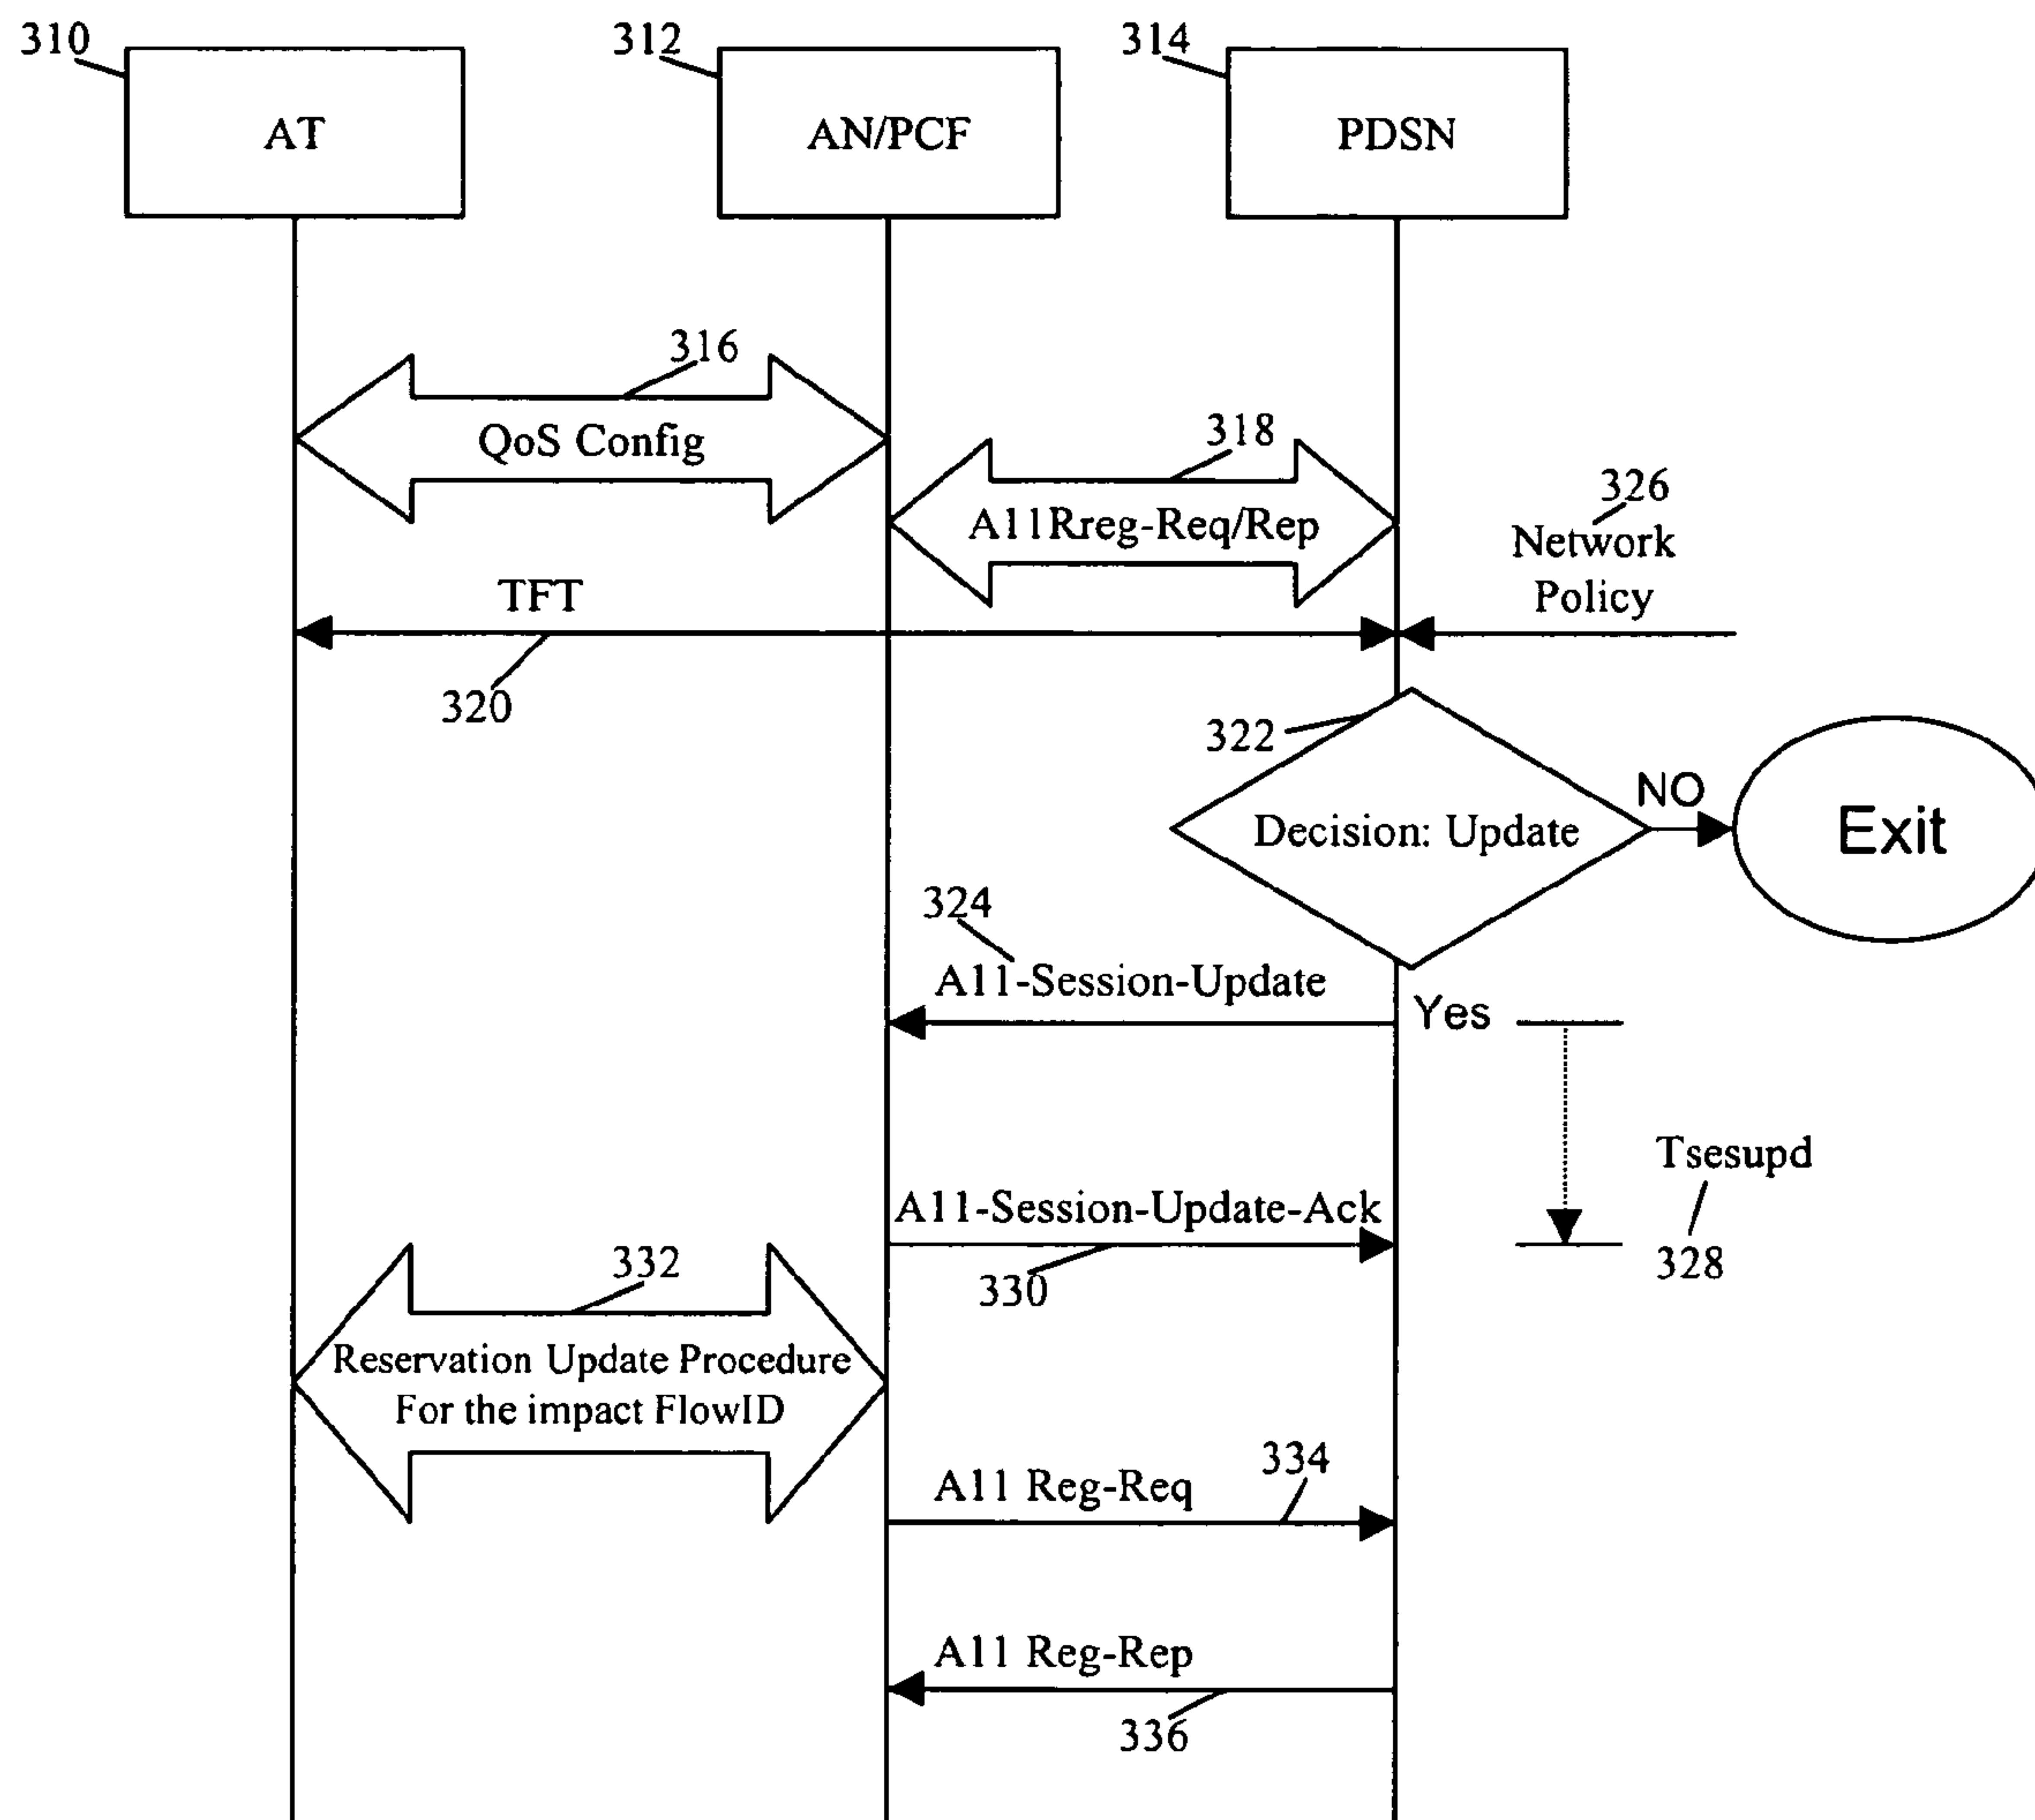 310
312
314
AT
AN/PCF
PDSN
316
QoS Config
318
A11Rreg-Req/Rep
326
Network
Policy
TFT
320
322
Decision: Update
NO
Exit
324
A11-Session-Update
Yes
Tsesupd
328
A11-Session-Update-Ack
330
332
Reservation Update Procedure
For the impact FlowID
334
A11 Reg-Req
A11 Reg-Rep
336